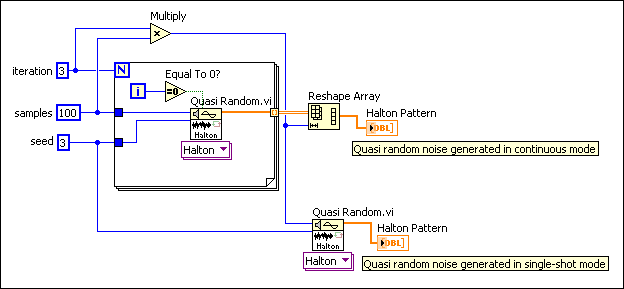 Multiply
×
iteration 3
N
Equal To 0?
i
=0
Quasi Random.vi
samples 100
Halton
Halton
seed 3
Reshape Array
Halton Pattern
DBL
Quasi random noise generated in continuous mode
Quasi Random.vi
Halton
Halton
Halton Pattern
DBL
Quasi random noise generated in single-shot mode